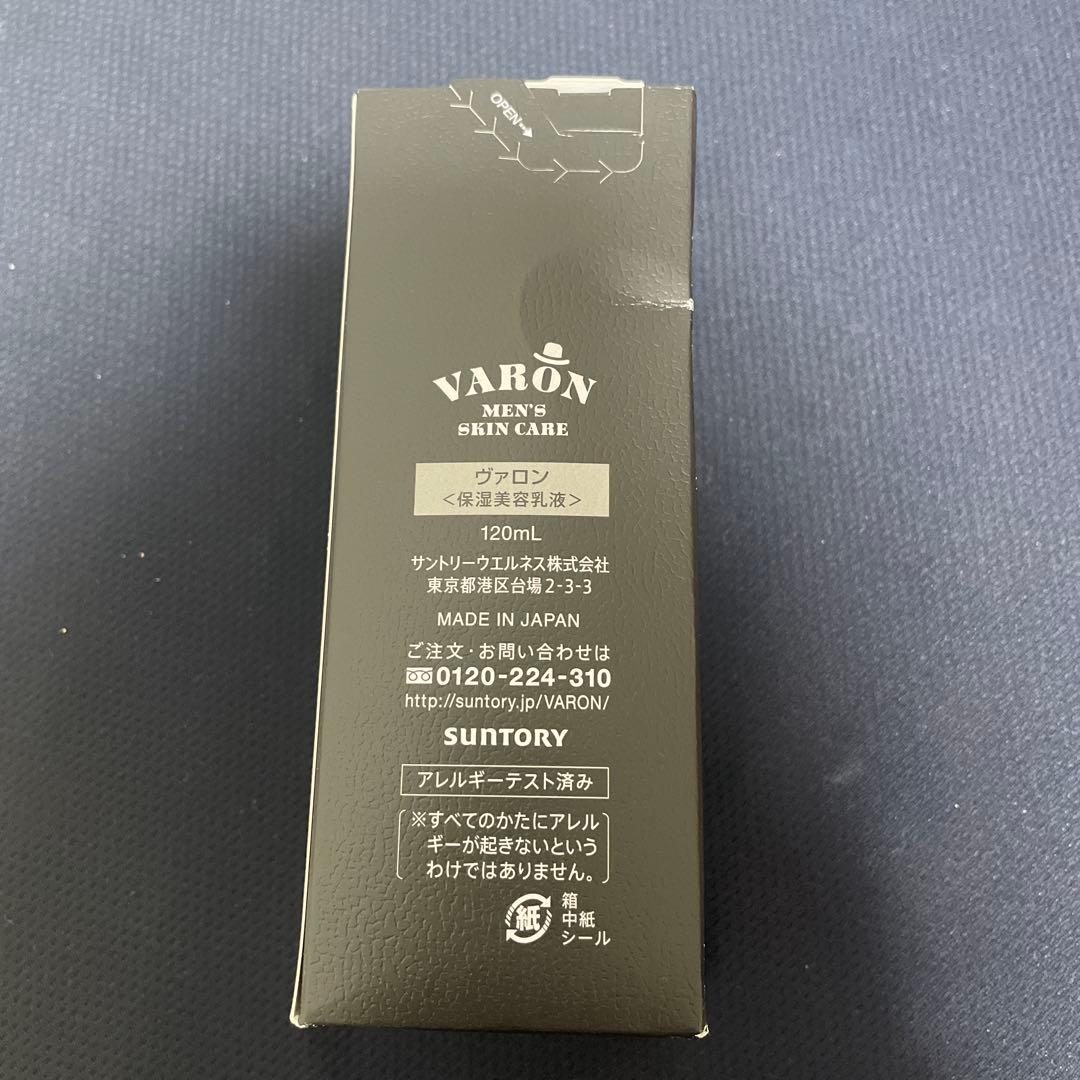 OPEN
VARON
MEN'S
SKIN CARE
ヴァロン
＜保湿美容乳液＞
120mL
サントリーウエルネス株式会社
東京都港区台場2-3-3
MADE IN JAPAN
ご注文・お問い合わせは
0120-224-310
http://suntory.jp/VARON/
SUNTORY
アレルギーテスト済み
※すべてのかたにアレル
ギーが起きないという
わけではありません。
紙
箱
中紙
シール